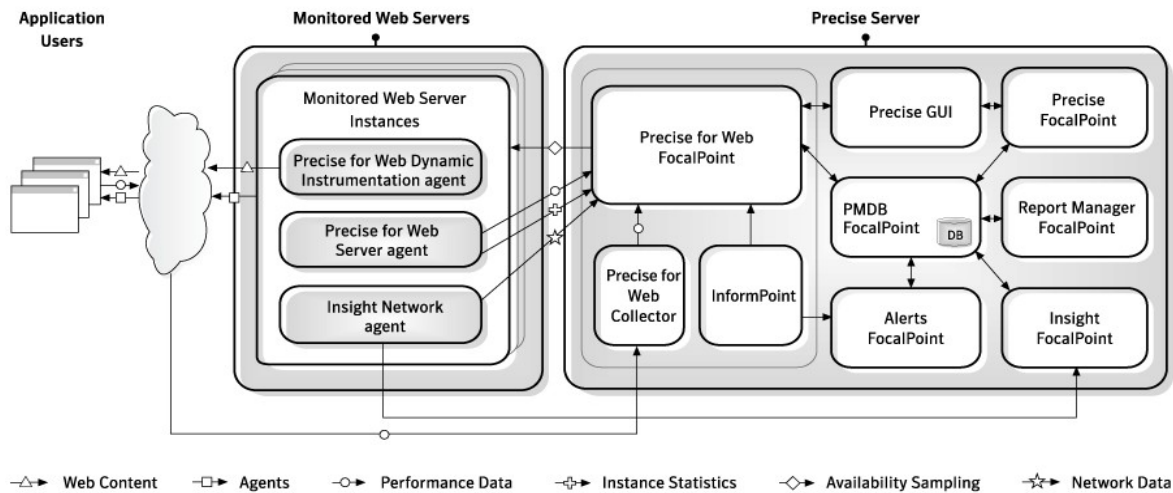 Application
Users
Monitored Web Servers
Precise Server
Monitored Web Server
Instances
Precise for Web Dynamic
Instrumentation agent
Precise for Web
Server agent
Insight Network
agent
Precise for Web
FocalPoint
Precise for
Web
Collector
InformPoint
Precise GUI
Precise
FocalPoint
PMDB
FocalPoint
DB
Report Manager
FocalPoint
Alerts
FocalPoint
Insight
FocalPoint
Web Content
Agents
Performance Data
Instance Statistics
Availability Sampling
Network Data